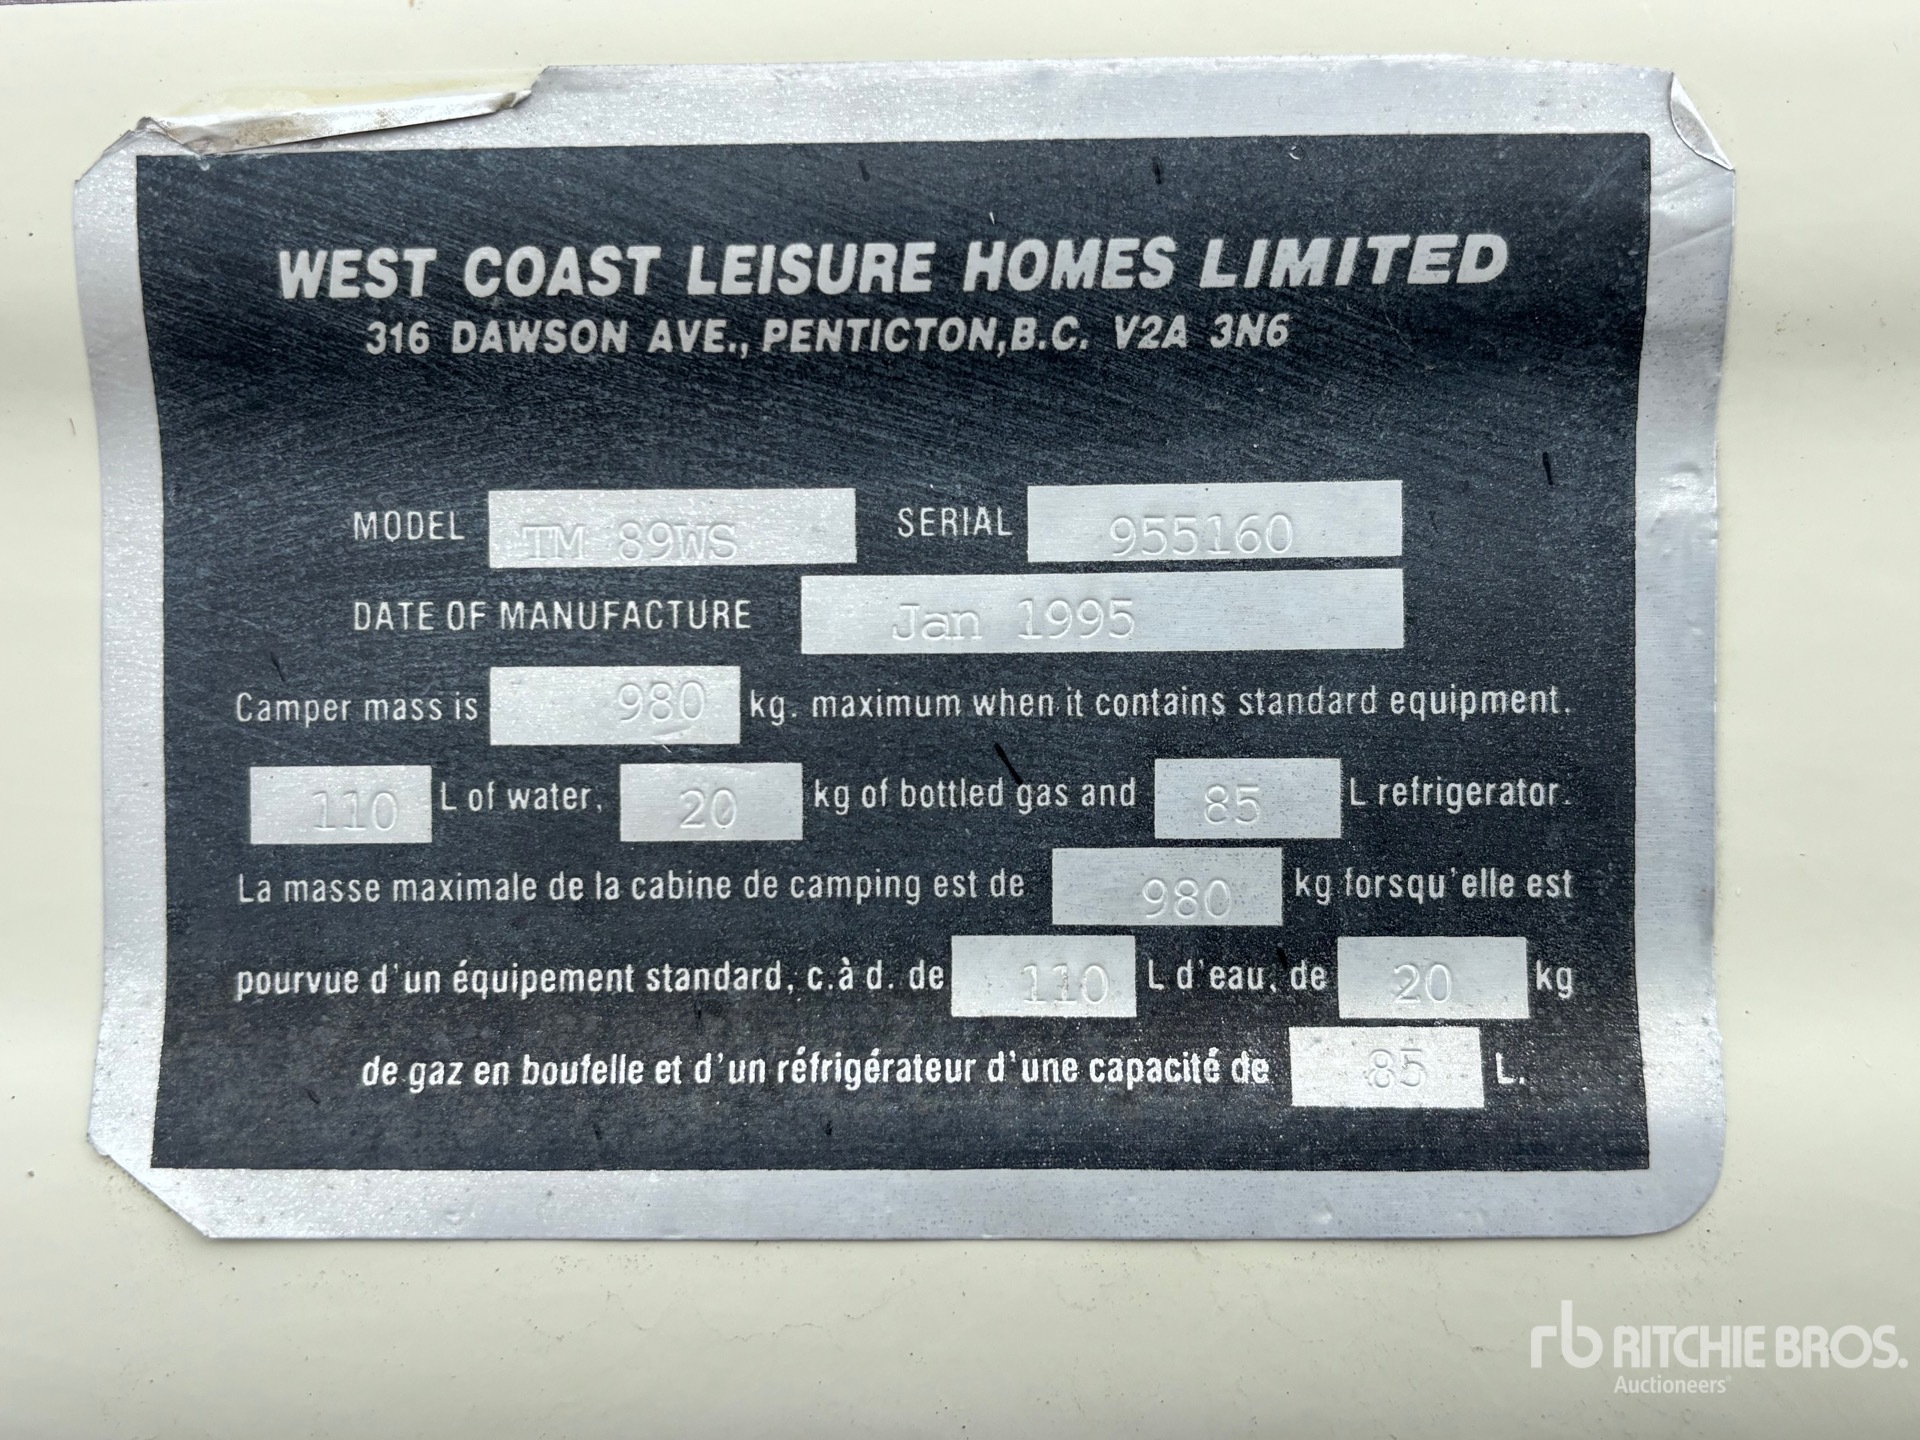 WEST COAST LEISURE HOMES LIMITED
316 DAWSON AVE., PENTICTON, B.C. V2A 3N6
MODEL TM 89WS SERIAL 955160
DATE OF MANUFACTURE Jan 1995
Camper mass is 980 kg. maximum when it contains standard equipment.
110 L of water, 20 kg of bottled gas and 85 L refrigerator.
La masse maximale de la cabine de camping est de 980 kg forsqu'elle est
pourvue d'un équipement standard, c.à d. de 110 L d'eau, de 20 kg
de gaz en boutelle et d'un réfrigérateur d'une capacité de 85 L.
rb RITCHIE BROS.
Auctioneers